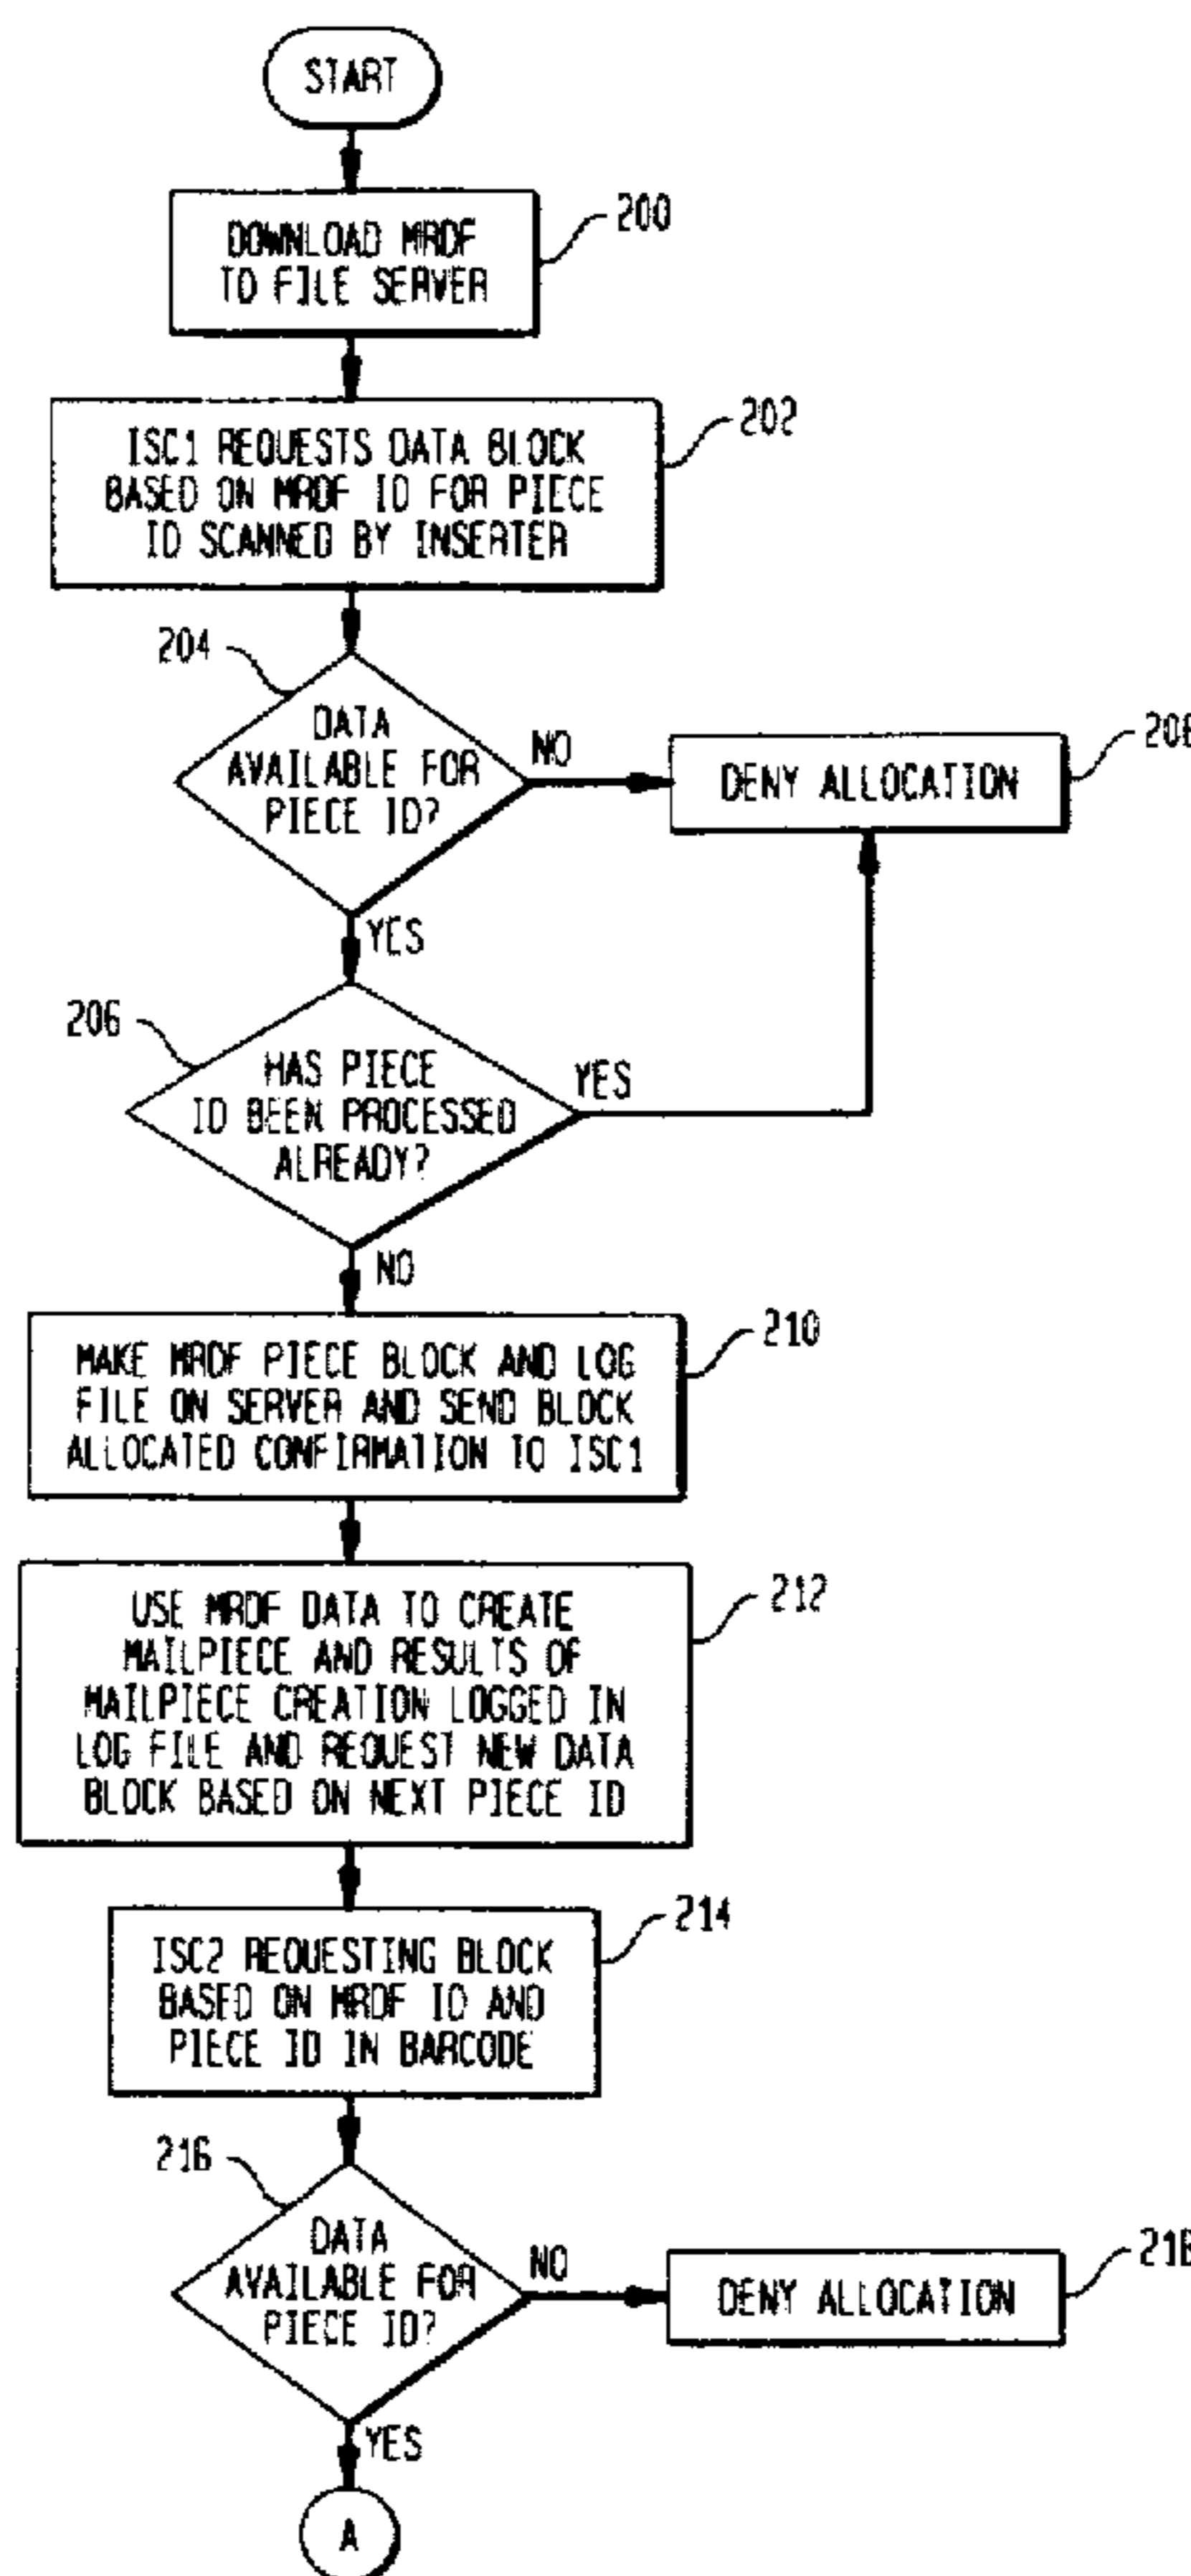 START
DOWNLOAD MRDF
TO FILE SERVER
200
ISC1 REQUESTS DATA BLOCK
BASED ON MRDF ID FOR PIECE
ID SCANNED BY INSERTER
202
204
DATA
AVAILABLE FOR
PIECE ID?
NO
DENY ALLOCATION
208
YES
206
HAS PIECE
ID BEEN PROCESSED
ALREADY?
YES
NO
MAKE MRDF PIECE BLOCK AND LOG
FILE ON SERVER AND SEND BLOCK
ALLOCATED CONFIRMATION TO ISC1
210
USE MRDF DATA TO CREATE
MAILPIECE AND RESULTS OF
MAILPIECE CREATION LOGGED IN
LOG FILE AND REQUEST NEW DATA
BLOCK BASED ON NEXT PIECE ID
212
ISC2 REQUESTING BLOCK
BASED ON MRDF ID AND
PIECE ID IN BARCODE
214
216
DATA
AVAILABLE FOR
PIECE ID?
NO
DENY ALLOCATION
218
YES
A